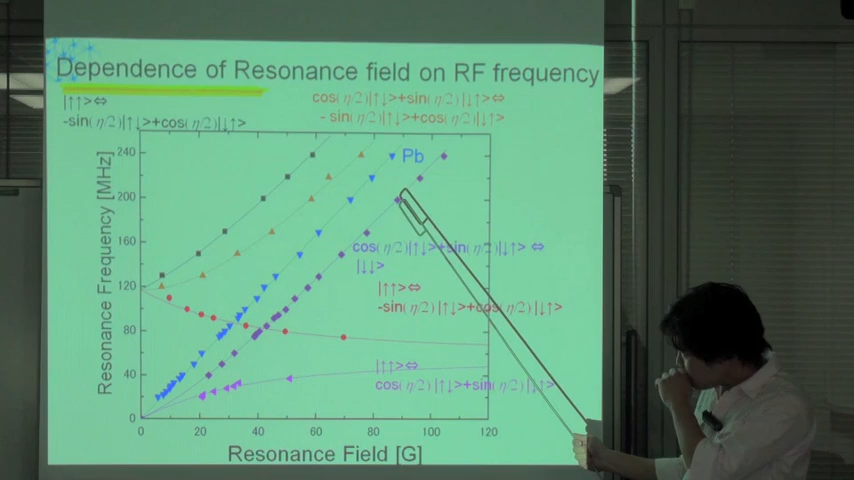 Dependence of Resonance field on RF frequency
|↑↑>⇔
-sin(η/2)|↑↓>+cos(η/2)|↓↑>
cos(η/2)|↑↓>+sin(η/2)|↓↑>⇔
- sin(η/2)|↑↓>+cos(η/2)|↓↑>
240
200
160
120
80
40
0
Resonance Frequency [MHz]
Pb
cos(η/2)|↑↓>+sin(η/2)|↓↑> ⇔
|↓↓>
|↑↑>⇔
-sin(η/2)|↑↓>+cos(η/2)|↓↑>
|↑↑>⇔
cos(η/2)|↑↓>+sin(η/2)|↓↑>
0 20 40 60 80 100 120
Resonance Field [G]